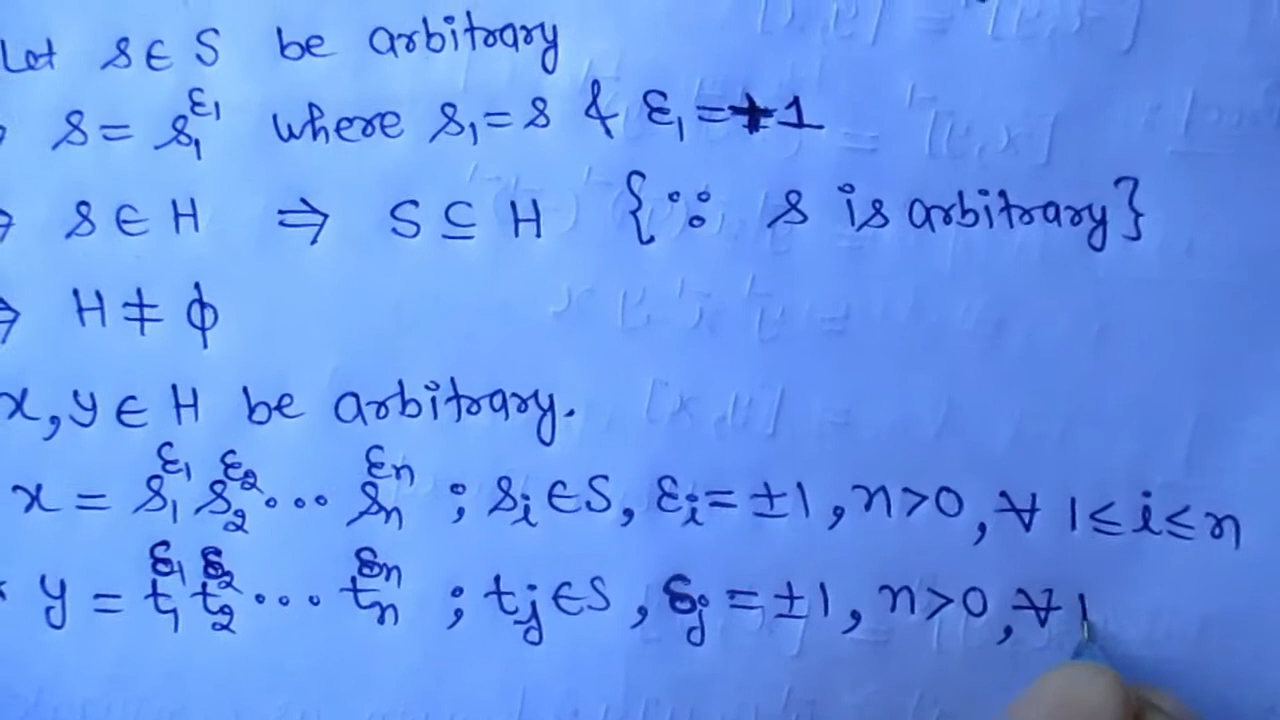 Let s ∈ S be arbitrary
s = s₁^ε₁ where s₁ = s & ε₁ = +1
⇒ s ∈ H ⇒ S ⊆ H {∵ s is arbitrary}
⇒ H ≠ ϕ
x, y ∈ H be arbitrary.
x = s₁^ε₁ s₂^ε₂ ... sₙ^εₙ ; sᵢ ∈ S, εᵢ = ±1, n > 0, ∀ 1 ≤ i ≤ n
y = t₁^δ₁ t₂^δ₂ ... tₙ^δₙ ; tⱼ ∈ S, δⱼ = ±1, n > 0, ∀ 1